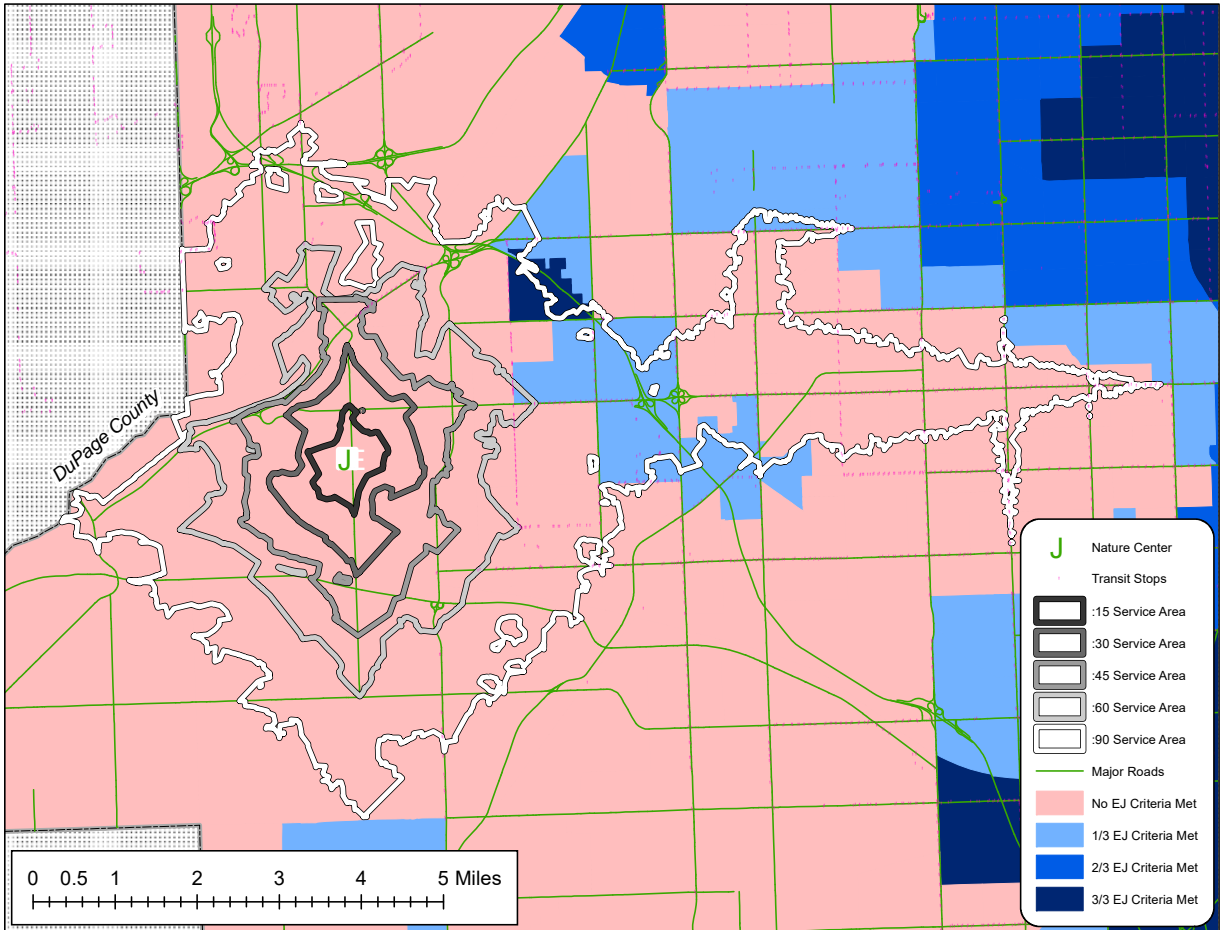 DuPage County
J
J
Nature Center
Transit Stops
:15 Service Area
:30 Service Area
:45 Service Area
:60 Service Area
:90 Service Area
Major Roads
No EJ Criteria Met
1/3 EJ Criteria Met
2/3 EJ Criteria Met
3/3 EJ Criteria Met
0 0.5 1 2 3 4 5 Miles